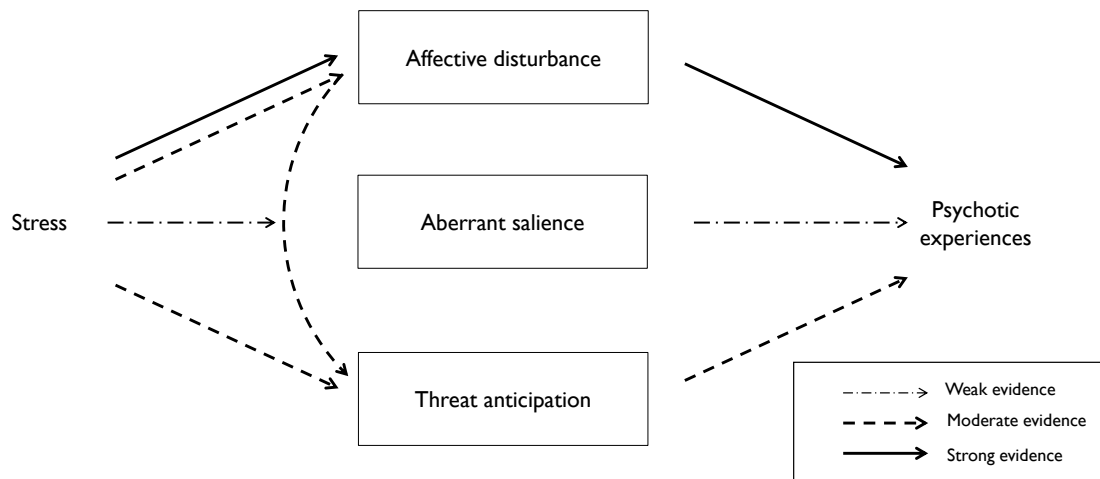 Affective disturbance
Stress
Aberrant salience
Psychotic
experiences
Threat anticipation
Weak evidence
Moderate evidence
Strong evidence